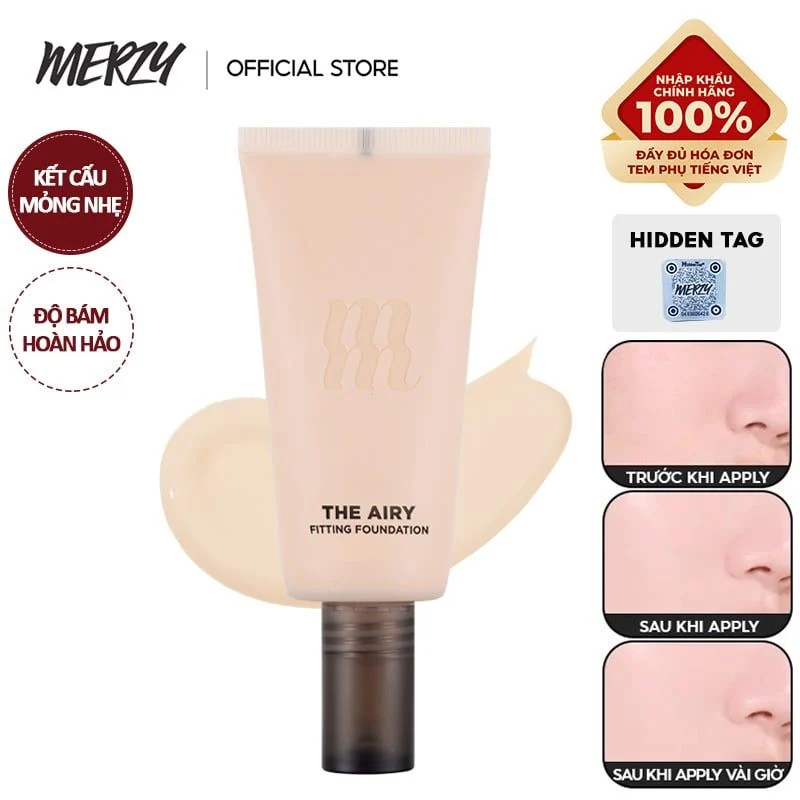 MERZY
OFFICIAL STORE
KẾT CẤU
MỎNG NHẸ
ĐỘ BÁM
HOÀN HẢO
THE AIRY
FITTING FOUNDATION
NHẬP KHẨU
CHÍNH HÃNG
100%
ĐẦY ĐỦ HÓA ĐƠN
TEM PHỤ TIẾNG VIỆT
HIDDEN TAG
HiddenTag
MERZY
TRƯỚC KHI APPLY
SAU KHI APPLY
SAU KHI APPLY VÀI GIỜ